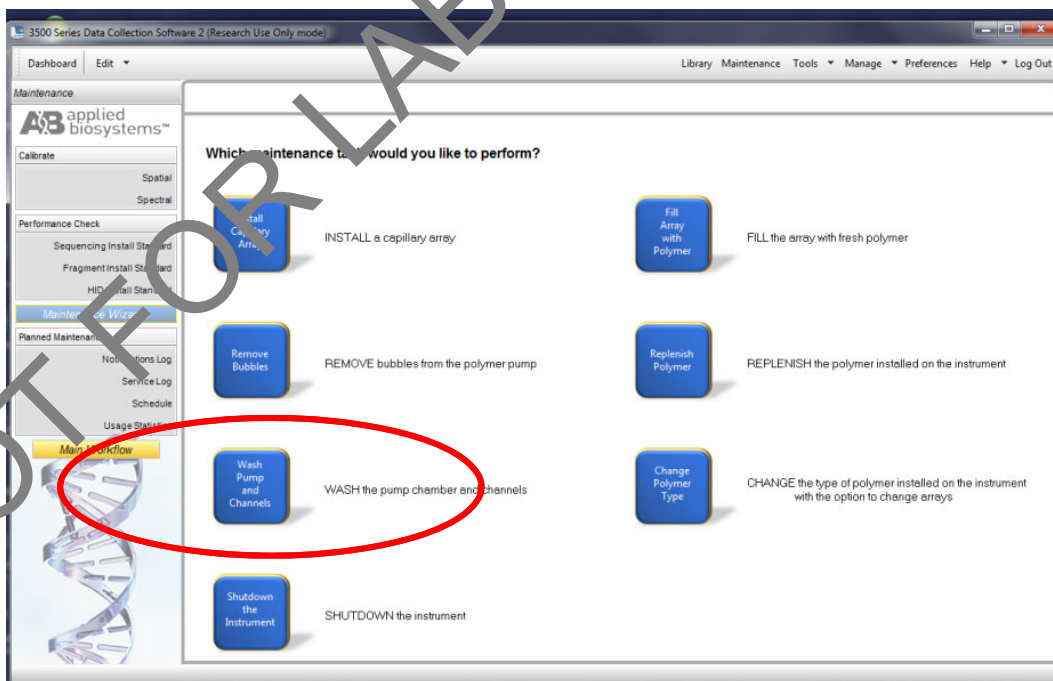 3500 Series Data Collection Software 2 (Research Use Only mode)
Dashboard Edit Library Maintenance Tools Manage Preferences Help Log Out
Maintenance
AB applied
biosystems™
Calibrate
Spatial
Spectral
Performance Check
Sequencing Install Standard
Fragment Install Standard
HID Install Standard
Maintenance Wizard
Planned Maintenance
Notifications Log
Service Log
Schedule
Usage Statistics
Main Workflow
Which maintenance task would you like to perform?
Install
Capillary
Array
INSTALL a capillary array
Fill
Array
with
Polymer
FILL the array with fresh polymer
Remove
Bubbles
REMOVE bubbles from the polymer pump
Replenish
Polymer
REPLENISH the polymer installed on the instrument
Wash
Pump
and
Channels
WASH the pump chamber and channels
Change
Polymer
Type
CHANGE the type of polymer installed on the instrument
with the option to change arrays
Shutdown
the
Instrument
SHUTDOWN the instrument
OT FOR LAB